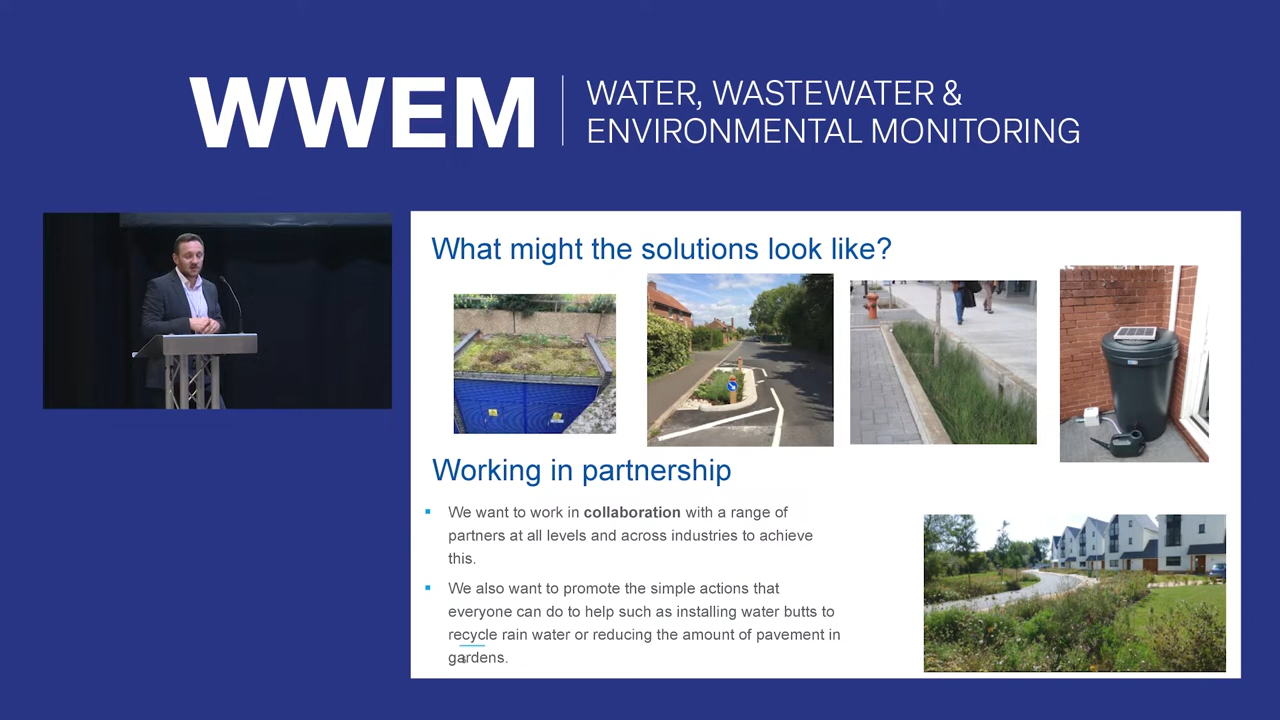 WWEM
WATER, WASTEWATER &
ENVIRONMENTAL MONITORING
What might the solutions look like?
Working in partnership
We want to work in collaboration with a range of
partners at all levels and across industries to achieve
this.
We also want to promote the simple actions that
everyone can do to help such as installing water butts to
recycle rain water or reducing the amount of pavement in
gardens.